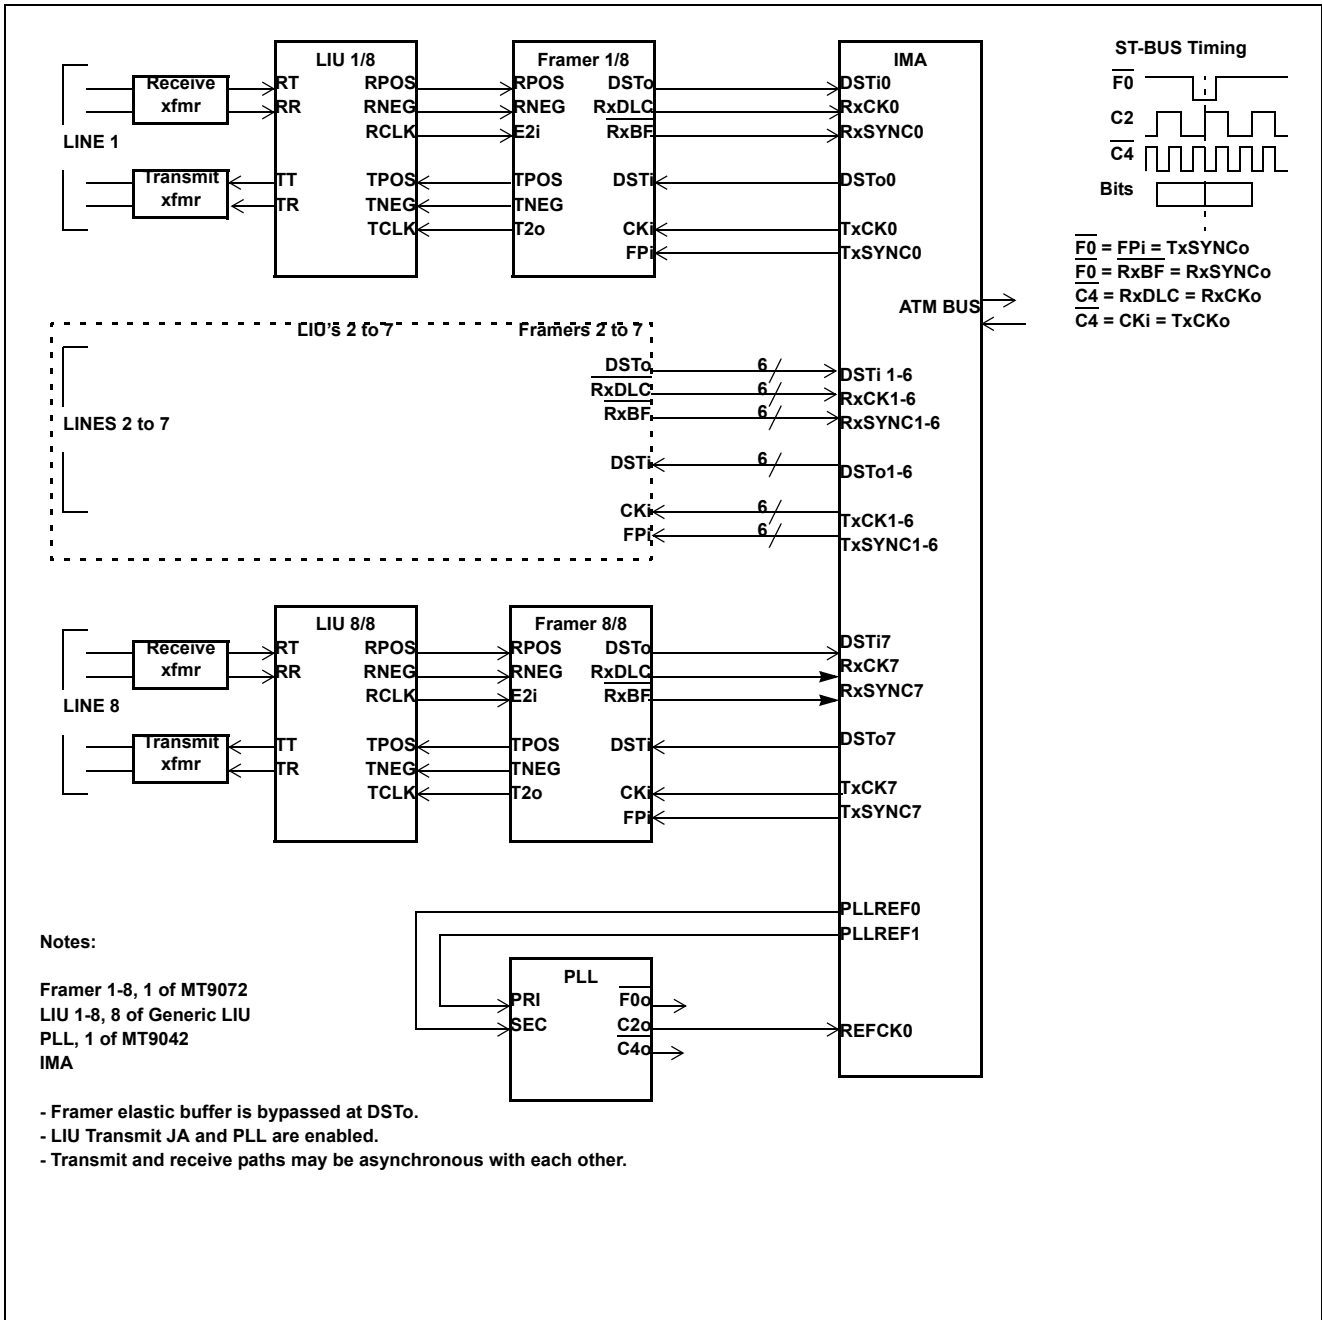 LIU 1/8
Framer 1/8
IMA
ST-BUS Timing
Receive
xfmr
RT
RR
RPOS
RNEG
RCLK
RPOS
RNEG
E2i
DSTo
RxDLC
RxBF
DSTi0
RxCK0
RxSYNC0
F0
C2
C4
Bits
LINE 1
Transmit
xfmr
TT
TR
TPOS
TNEG
TCLK
TPOS
TNEG
T2o
DSTi
CKi
FPi
DSTo0
TxCK0
TxSYNC0
F0 = FPi = TxSYNCo
F0 = RxBF = RxSYNCo
C4 = RxDLC = RxCKo
C4 = CKi = TxCKo
ATM BUS
LIU's 2 to 7
Framers 2 to 7
LINES 2 to 7
DSTo
RxDLC
RxBF
DSTi
CKi
FPi
6
6
6
6
6
6
DSTi 1-6
RxCK1-6
RxSYNC1-6
DSTo1-6
TxCK1-6
TxSYNC1-6
LIU 8/8
Framer 8/8
Receive
xfmr
RT
RR
RPOS
RNEG
RCLK
RPOS
RNEG
E2i
DSTo
RxDLC
RxBF
DSTi7
RxCK7
RxSYNC7
LINE 8
Transmit
xfmr
TT
TR
TPOS
TNEG
TCLK
TPOS
TNEG
T2o
DSTi
CKi
FPi
DSTo7
TxCK7
TxSYNC7
PLLREF0
PLLREF1
PLL
PRI
SEC
F0o
C2o
C4o
REFCK0
Notes:
Framer 1-8, 1 of MT9072
LIU 1-8, 8 of Generic LIU
PLL, 1 of MT9042
IMA
- Framer elastic buffer is bypassed at DSTo.
- LIU Transmit JA and PLL are enabled.
- Transmit and receive paths may be asynchronous with each other.